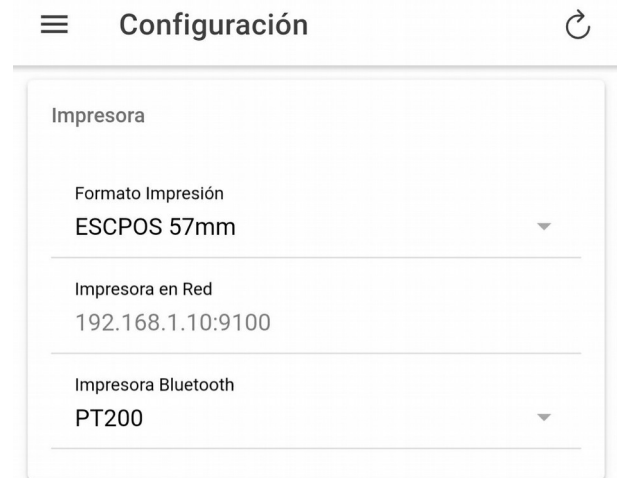 Configuración
Impresora
Formato Impresión
ESCPOS 57mm
Impresora en Red
192.168.1.10:9100
Impresora Bluetooth
PT200